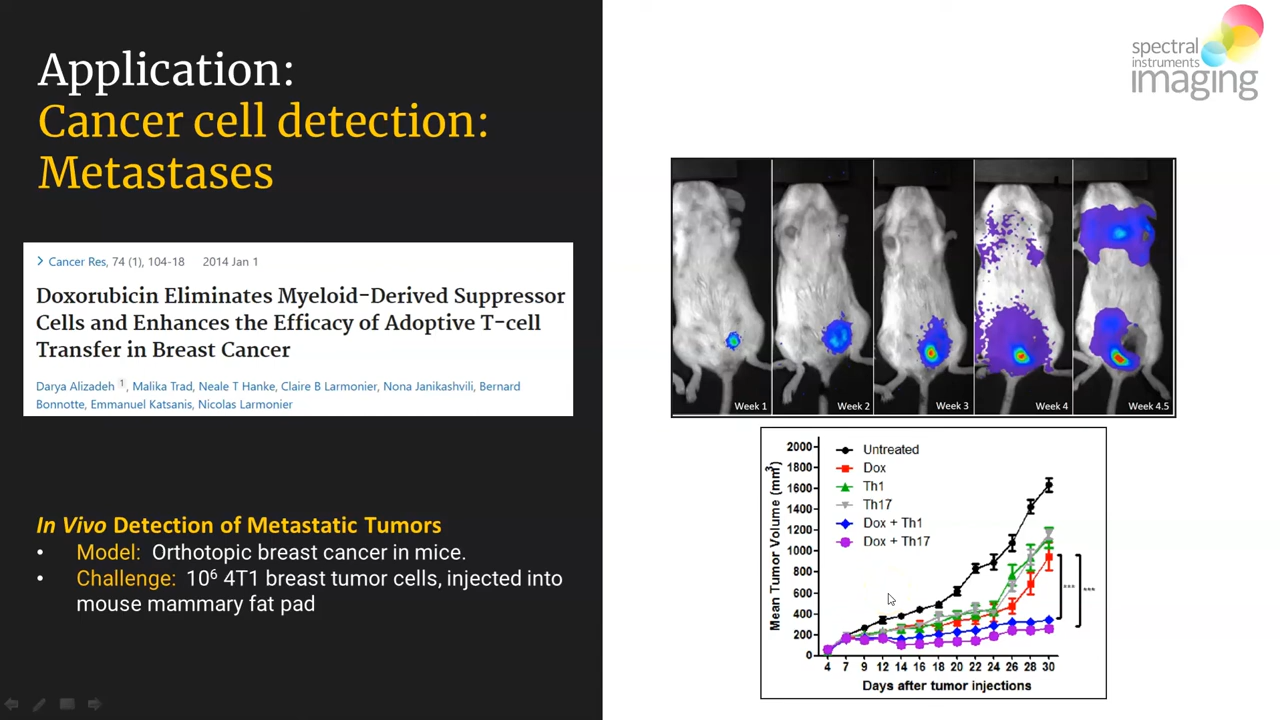 Application:
Cancer cell detection:
Metastases
spectral
instruments
imaging
> Cancer Res, 74 (1), 104-18 2014 Jan 1
Doxorubicin Eliminates Myeloid-Derived Suppressor
Cells and Enhances the Efficacy of Adoptive T-cell
Transfer in Breast Cancer
Darya Alizadeh 1, Malika Trad, Neale T Hanke, Claire B Larmonier, Nona Janikashvili, Bernard
Bonnotte, Emmanuel Katsanis, Nicolas Larmonier
In Vivo Detection of Metastatic Tumors
• Model: Orthotopic breast cancer in mice.
• Challenge: 10⁶ 4T1 breast tumor cells, injected into
mouse mammary fat pad
Week 1 Week 2 Week 3 Week 4 Week 4.5
Mean Tumor Volume (mm³)
2000
1800
1600
1400
1200
1000
800
600
400
200
0
Untreated
Dox
Th1
Th17
Dox + Th1
Dox + Th17
*** ***
4 7 9 12 14 16 18 20 22 24 26 28 30
Days after tumor injections